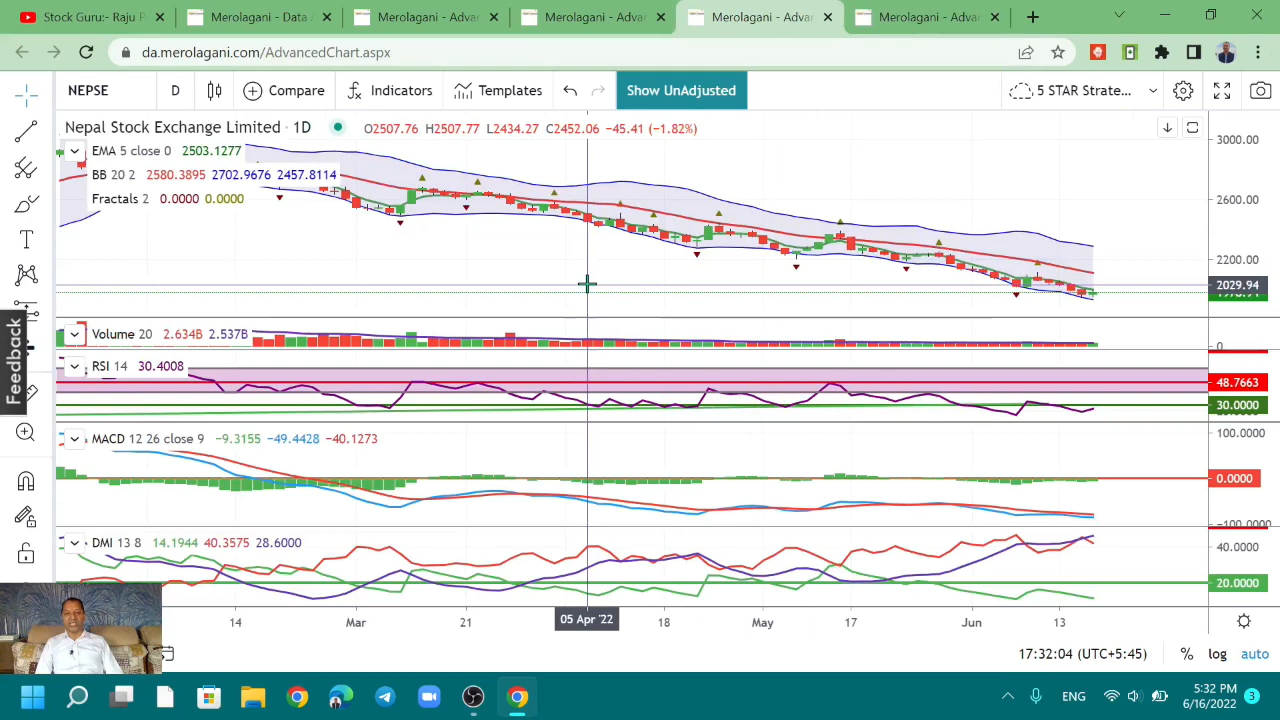 Stock Guru:- Raju P
Merolagani - Data A
Merolagani - Adva
Merolagani - Adva
Merolagani - Adva
Merolagani - Adva
da.merolagani.com/AdvancedChart.aspx
NEPSE
D
Compare
Indicators
Templates
Show UnAdjusted
5 STAR Strate...
Nepal Stock Exchange Limited · 1D
O2507.76 H2507.77 L2434.27 C2452.06 −45.41 (−1.82%)
EMA 5 close 0 2503.1277
BB 20 2 2580.3895 2702.9676 2457.8114
Fractals 2 0.0000 0.0000
3000.00
2600.00
2200.00
2029.94
Volume 20 2.634B 2.537B
0
RSI 14 30.4008
48.7663
30.0000
MACD 12 26 close 9 −9.3155 −49.4428 −40.1273
100.0000
0.0000
−100.0000
DMI 13 8 14.1944 40.3575 28.6000
40.0000
20.0000
Feedback
14 Mar 21 05 Apr '22 18 May 17 Jun 13
17:32:04 (UTC+5:45)
% log auto
ENG
5:32 PM
6/16/2022
3